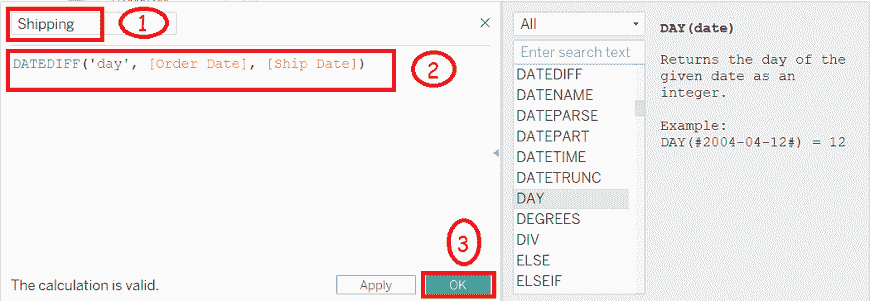 Shipping
1
DATEDIFF('day', [Order Date], [Ship Date])
2
The calculation is valid.
Apply
OK
3
All
Enter search text
DATEDIFF
DATENAME
DATEPARSE
DATEPART
DATETIME
DATETRUNC
DAY
DEGREES
DIV
ELSE
ELSEIF
DAY(date)
Returns the day of the
given date as an
integer.
Example:
DAY(#2004-04-12#) = 12